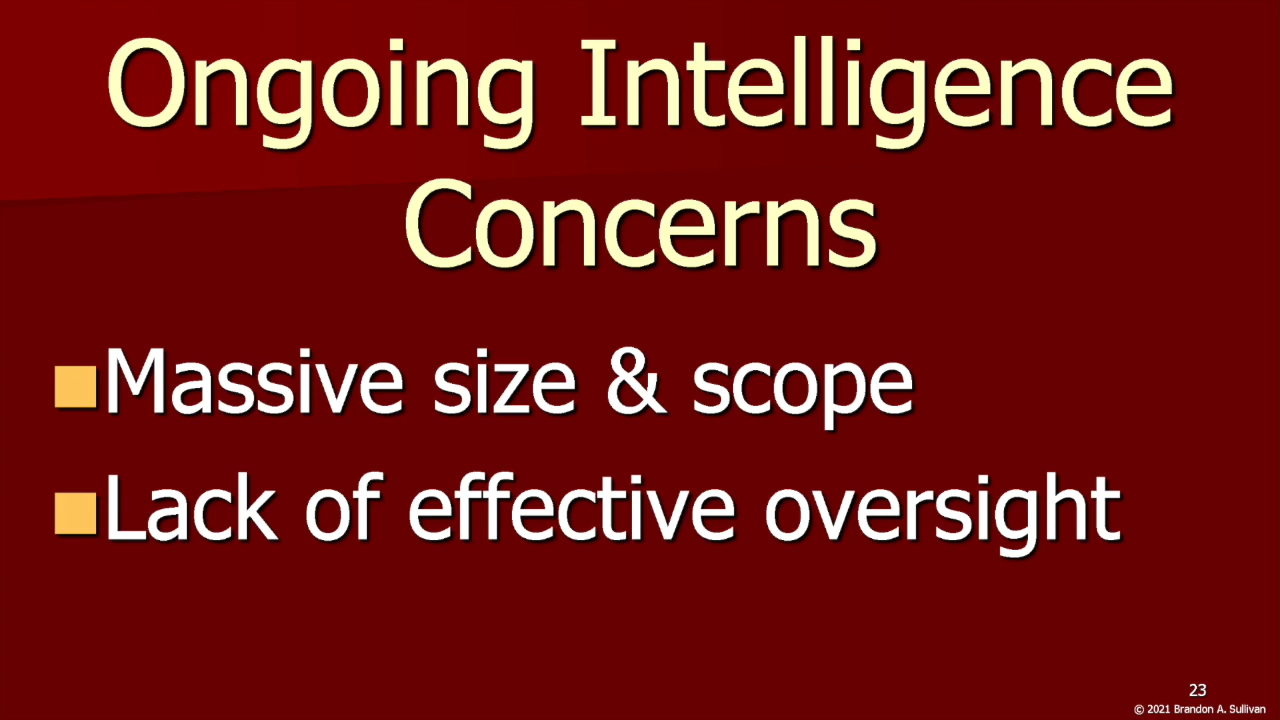 Ongoing Intelligence
Concerns
Massive size & scope
Lack of effective oversight
23
© 2021 Brandon A. Sullivan